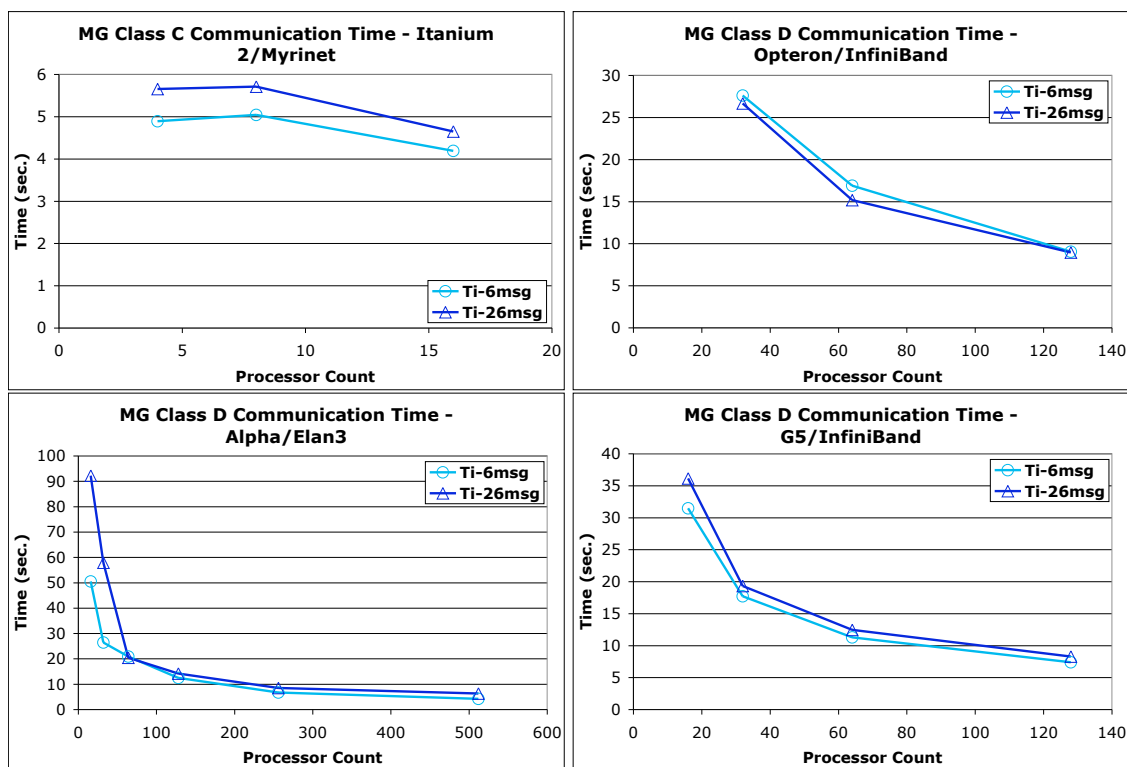 MG Class C Communication Time - Itanium
2/Myrinet
6
5
4
3
2
1
0
Time (sec.)
Ti-6msg
Ti-26msg
0 5 10 15 20
Processor Count
MG Class D Communication Time -
Opteron/InfiniBand
30
25
20
15
10
5
0
Time (sec.)
Ti-6msg
Ti-26msg
0 20 40 60 80 100 120 140
Processor Count
MG Class D Communication Time -
Alpha/Elan3
100
90
80
70
60
50
40
30
20
10
0
Time (sec.)
Ti-6msg
Ti-26msg
0 100 200 300 400 500 600
Processor Count
MG Class D Communication Time -
G5/InfiniBand
40
35
30
25
20
15
10
5
0
Time (sec.)
Ti-6msg
Ti-26msg
0 20 40 60 80 100 120 140
Processor Count